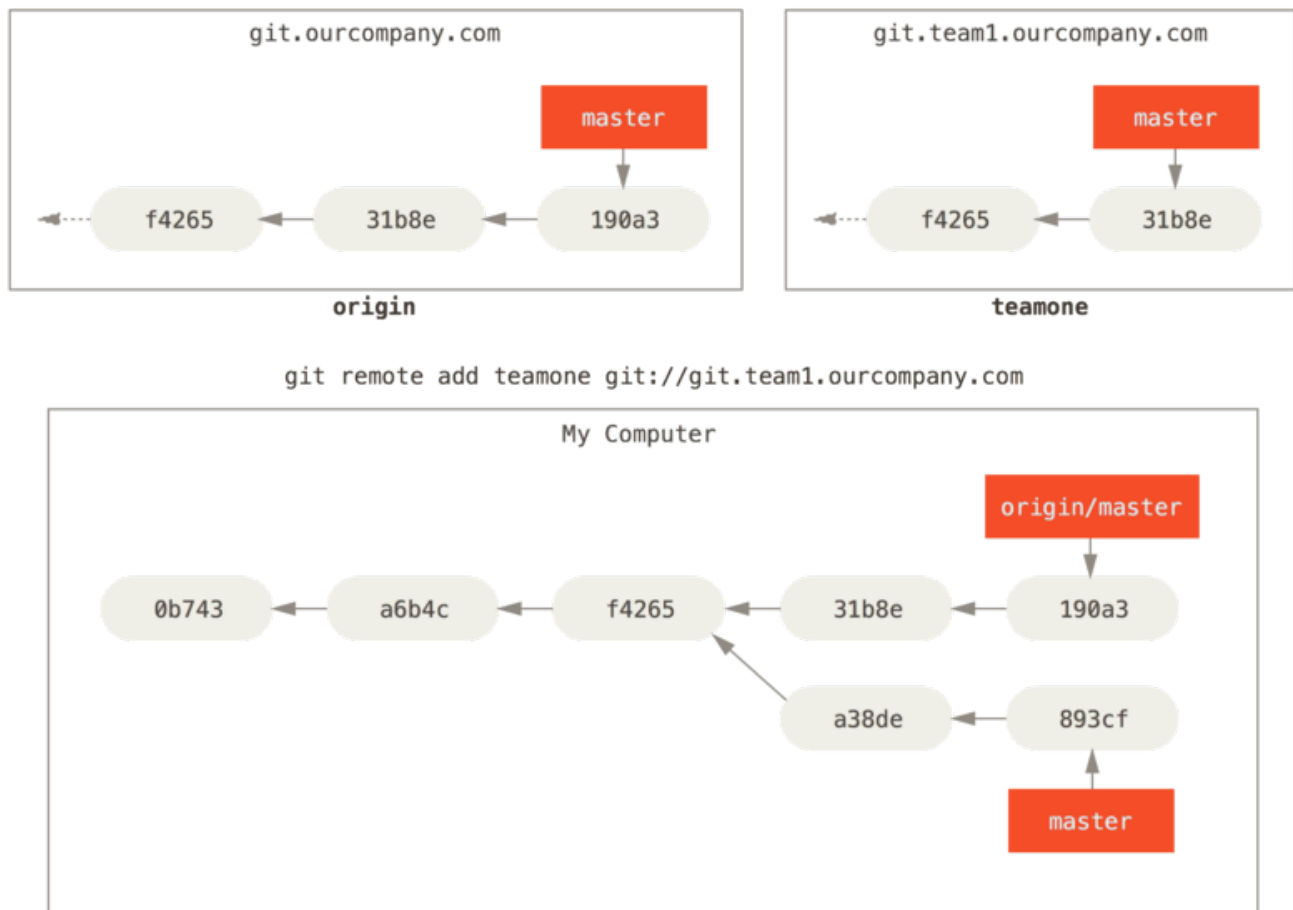 git.ourcompany.com
master
f4265
31b8e
190a3
origin
git.team1.ourcompany.com
master
f4265
31b8e
teamone
git remote add teamone git://git.team1.ourcompany.com
My Computer
origin/master
0b743
a6b4c
f4265
31b8e
190a3
a38de
893cf
master